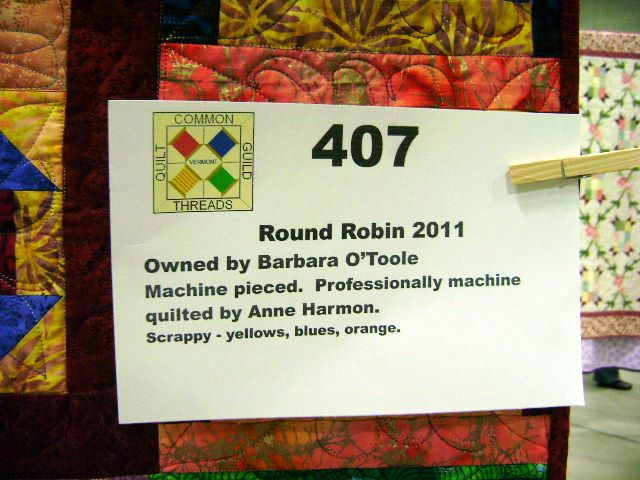 COMMON
QUILT
VERMONT
GUILD
THREADS
407
Round Robin 2011
Owned by Barbara O'Toole
Machine pieced. Professionally machine
quilted by Anne Harmon.
Scrappy - yellows, blues, orange.